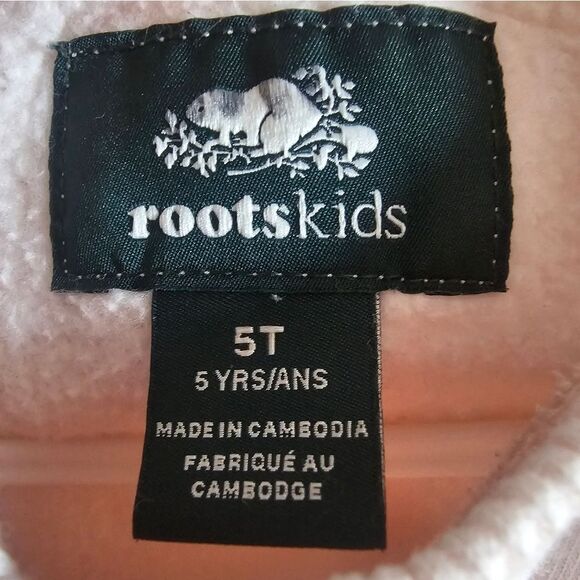 rootskids
5T
5 YRS/ANS
MADE IN CAMBODIA
FABRIQUÉ AU
CAMBODGE